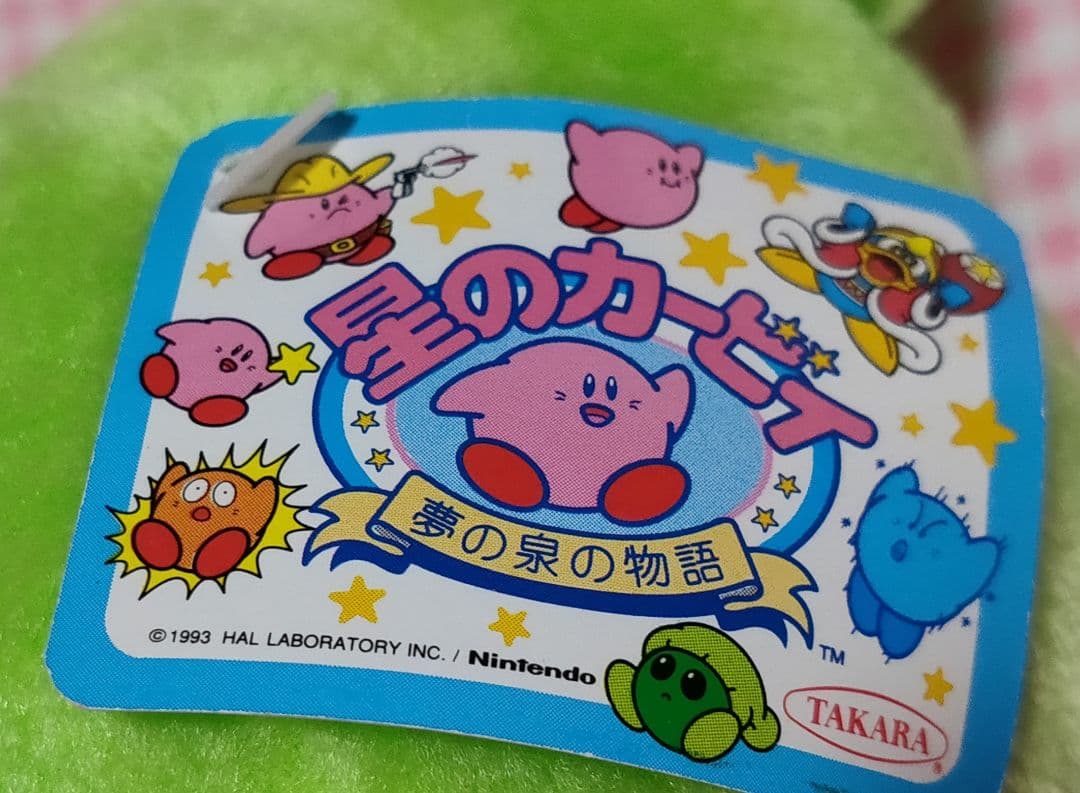 星のカービィ
夢の泉の物語
TM
©1993 HAL LABORATORY INC. / Nintendo
TAKARA
®